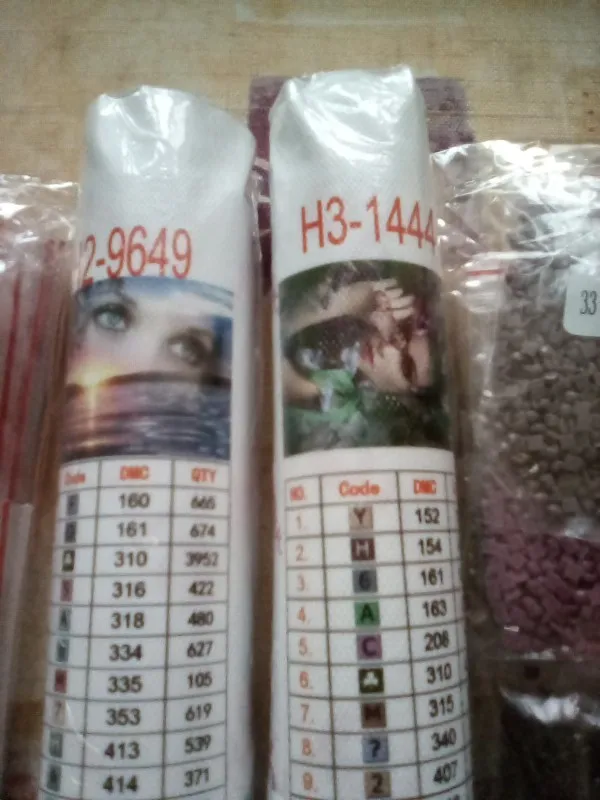 2-9649
Code DMC QTY
160 665
161 674
310 3952
316 422
318 480
334 627
335 105
353 619
413 539
414 371
H3-1444
NO. Code DMC
1. Y 152
2. H 154
3. 6 161
4. A 163
5. C 208
6. ♣ 310
7. M 315
8. ? 340
9. 2 407
33